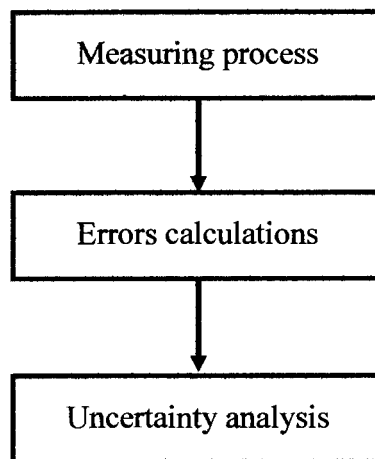 Measuring process
Errors calculations
Uncertainty analysis